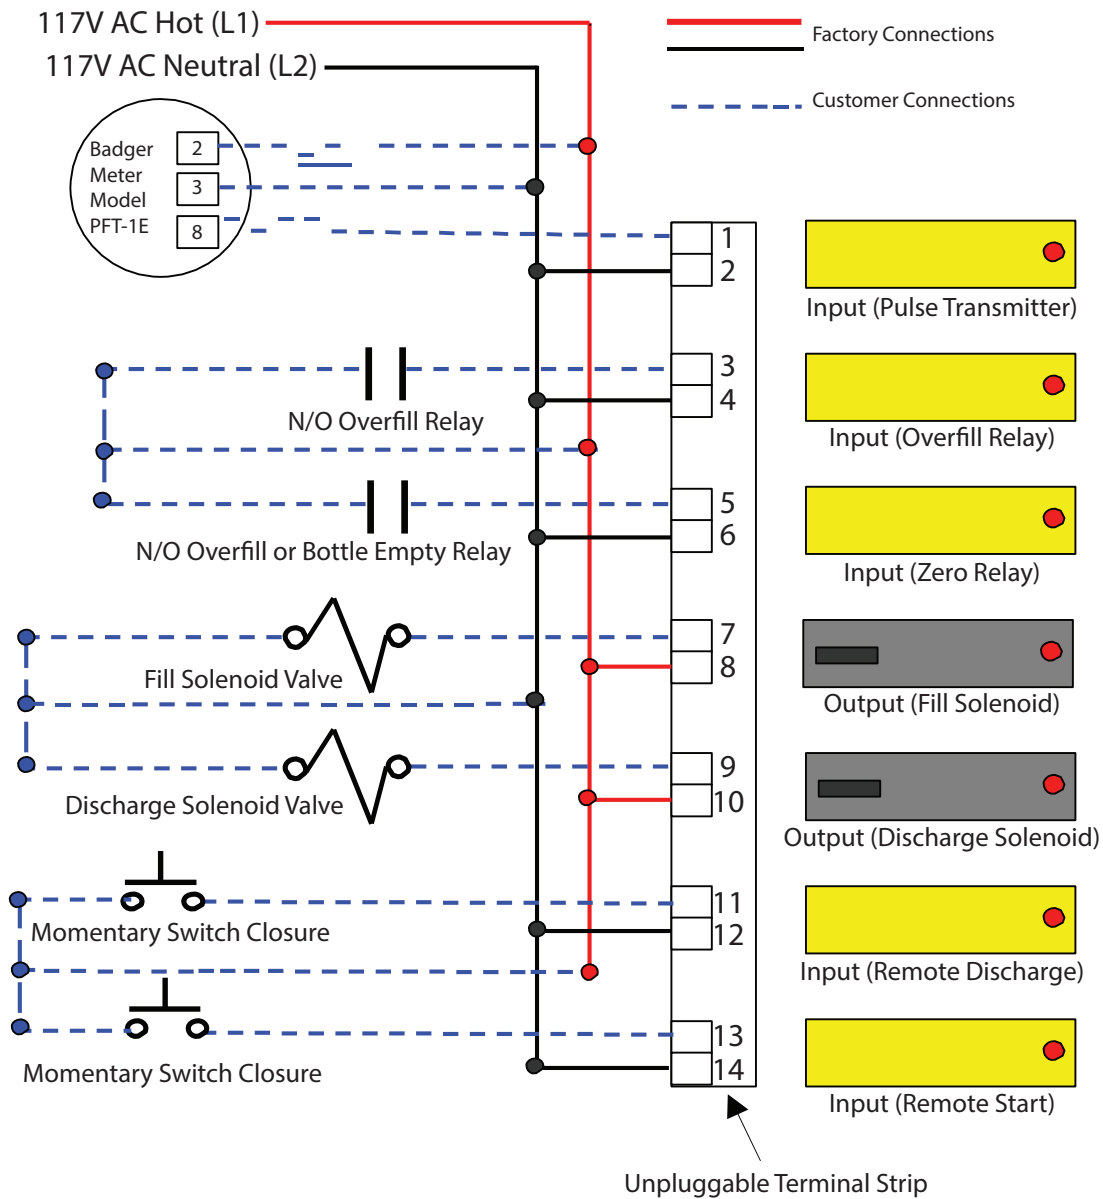 117V AC Hot (L1)
117V AC Neutral (L2)
Factory Connections
Customer Connections
Badger
Meter
Model
PFT-1E
2
3
8
1
2
Input (Pulse Transmitter)
3
4
N/O Overfill Relay
Input (Overfill Relay)
5
6
N/O Overfill or Bottle Empty Relay
Input (Zero Relay)
7
8
Fill Solenoid Valve
Output (Fill Solenoid)
9
10
Discharge Solenoid Valve
Output (Discharge Solenoid)
11
12
Momentary Switch Closure
Input (Remote Discharge)
13
14
Momentary Switch Closure
Input (Remote Start)
Unpluggable Terminal Strip